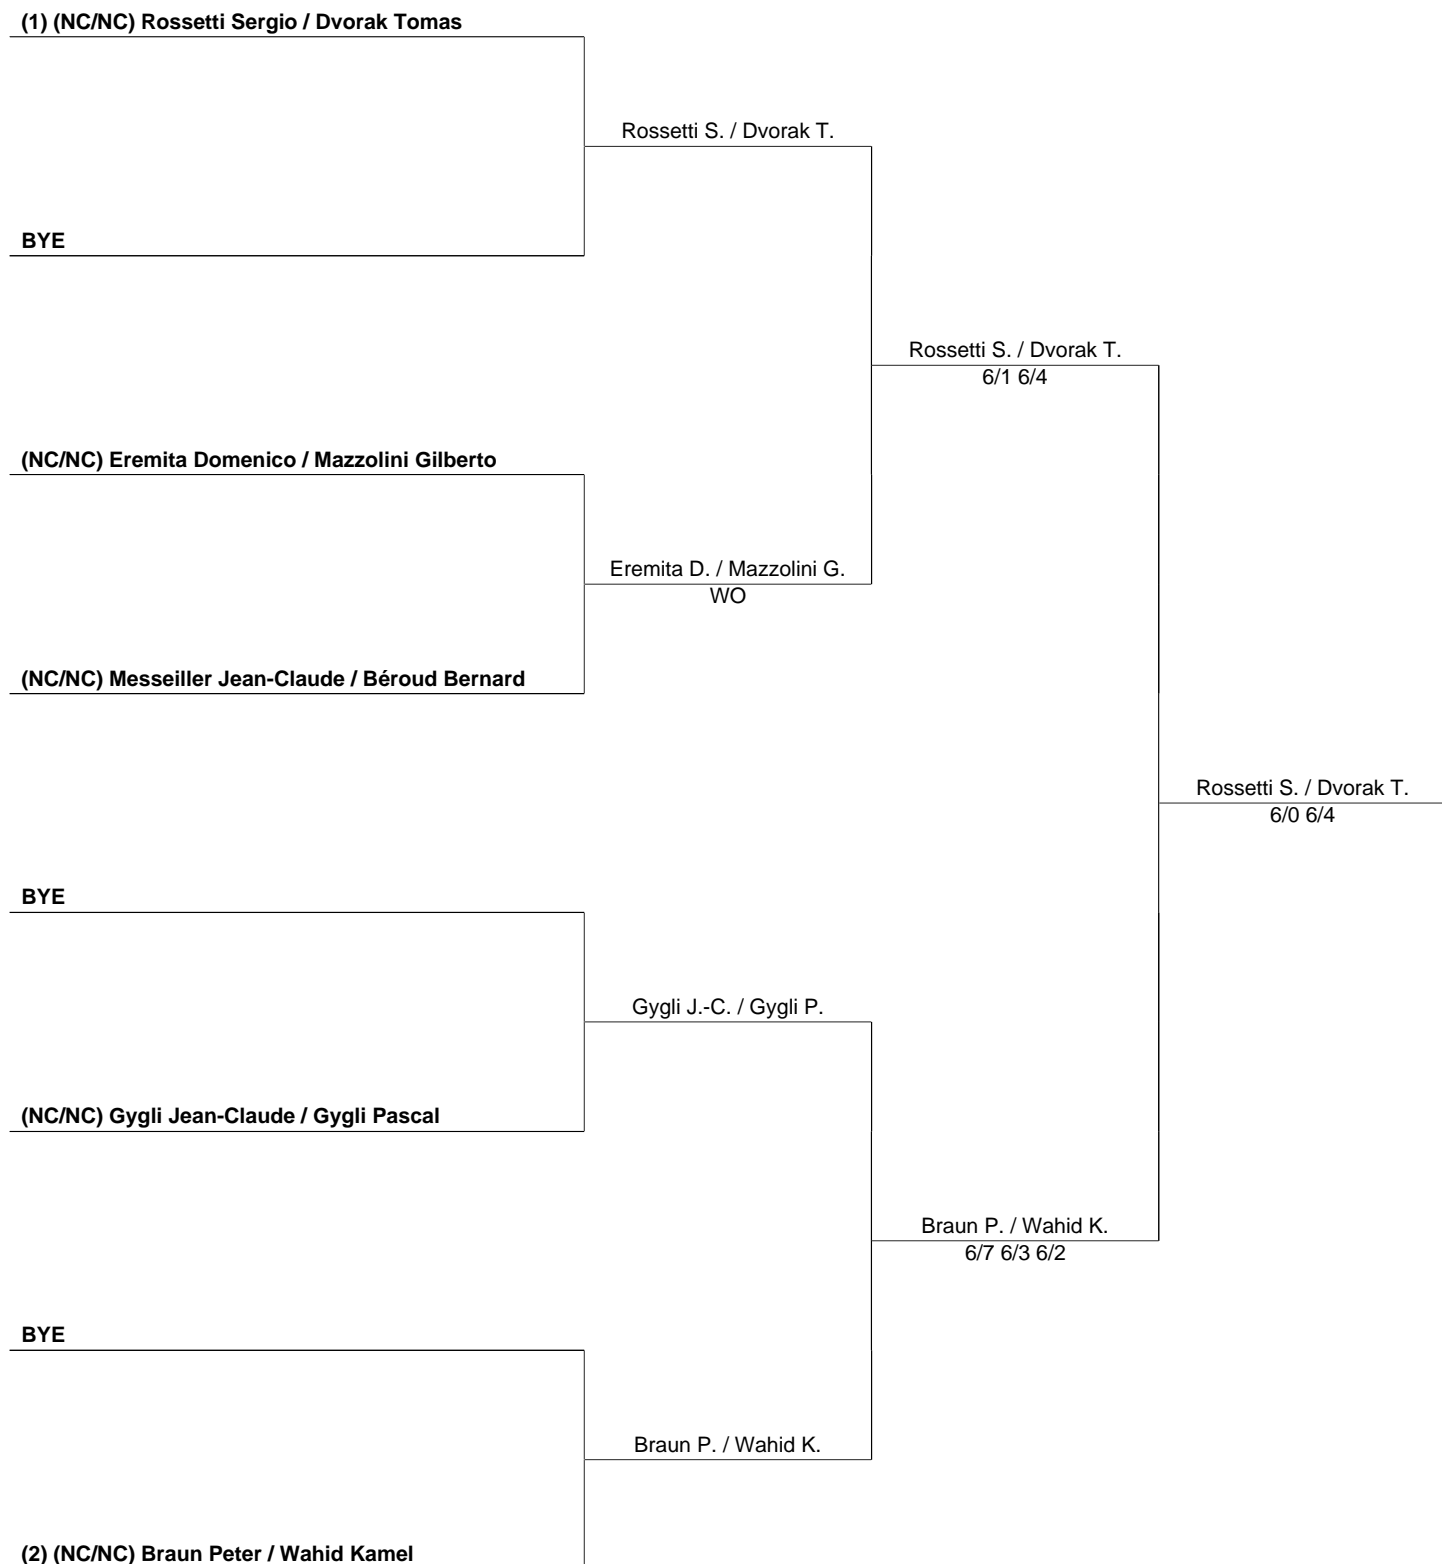 (1) (NC/NC) Rossetti Sergio / Dvorak Tomas
Rossetti S. / Dvorak T.
BYE
Rossetti S. / Dvorak T.
6/1 6/4
(NC/NC) Eremita Domenico / Mazzolini Gilberto
Eremita D. / Mazzolini G.
WO
(NC/NC) Messeiller Jean-Claude / Béroud Bernard
Rossetti S. / Dvorak T.
6/0 6/4
BYE
Gygli J.-C. / Gygli P.
(NC/NC) Gygli Jean-Claude / Gygli Pascal
Braun P. / Wahid K.
6/7 6/3 6/2
BYE
Braun P. / Wahid K.
(2) (NC/NC) Braun Peter / Wahid Kamel